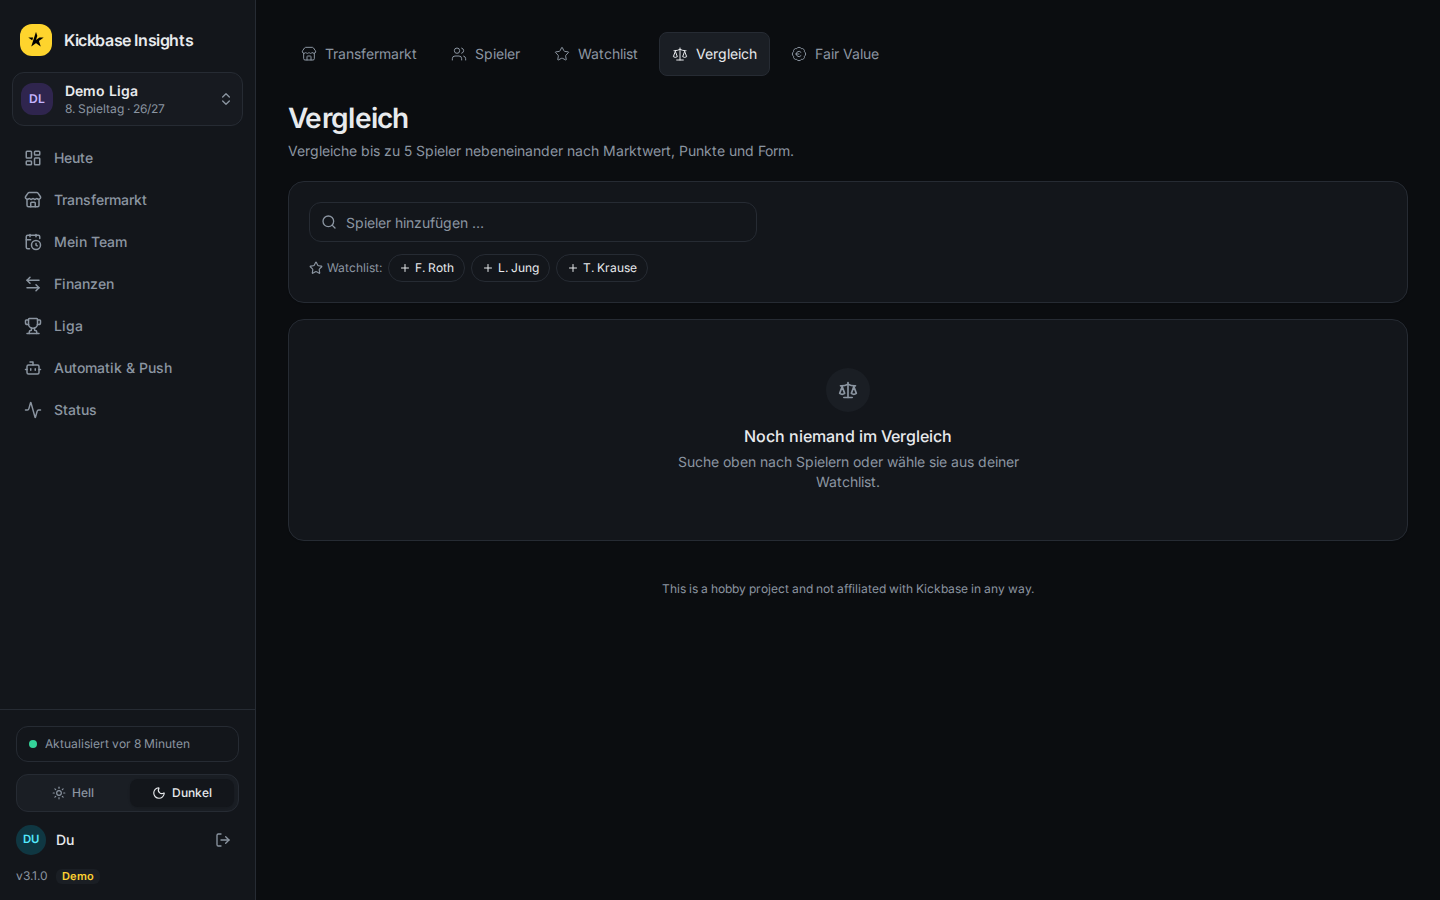 Kickbase Insights
DL
Demo Liga
8. Spieltag · 26/27
Heute
Transfermarkt
Mein Team
Finanzen
Liga
Automatik & Push
Status
Aktualisiert vor 8 Minuten
Hell
Dunkel
DU
Du
v3.1.0
Demo
Transfermarkt
Spieler
Watchlist
Vergleich
Fair Value
Vergleich
Vergleiche bis zu 5 Spieler nebeneinander nach Marktwert, Punkte und Form.
Spieler hinzufügen ...
Watchlist:
+ F. Roth
+ L. Jung
+ T. Krause
Noch niemand im Vergleich
Suche oben nach Spielern oder wähle sie aus deiner
Watchlist.
This is a hobby project and not affiliated with Kickbase in any way.